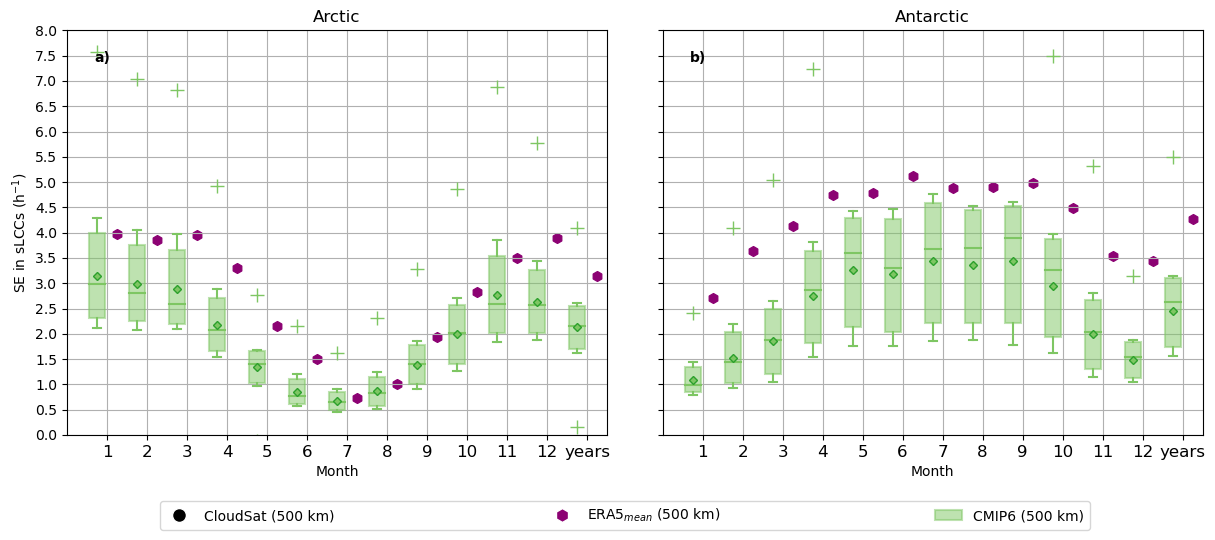 Arctic
Antarctic
8.0
7.5
7.0
6.5
6.0
5.5
5.0
4.5
4.0
3.5
3.0
2.5
2.0
1.5
1.0
0.5
0.0
SE in sLCCs (h⁻¹)
a)
b)
1 2 3 4 5 6 7 8 9 10 11 12 years
Month
1 2 3 4 5 6 7 8 9 10 11 12 years
Month
CloudSat (500 km)
ERA5mean (500 km)
CMIP6 (500 km)